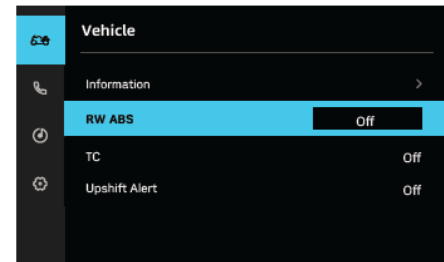 Vehicle
Information
RW ABS Off
TC Off
Upshift Alert Off